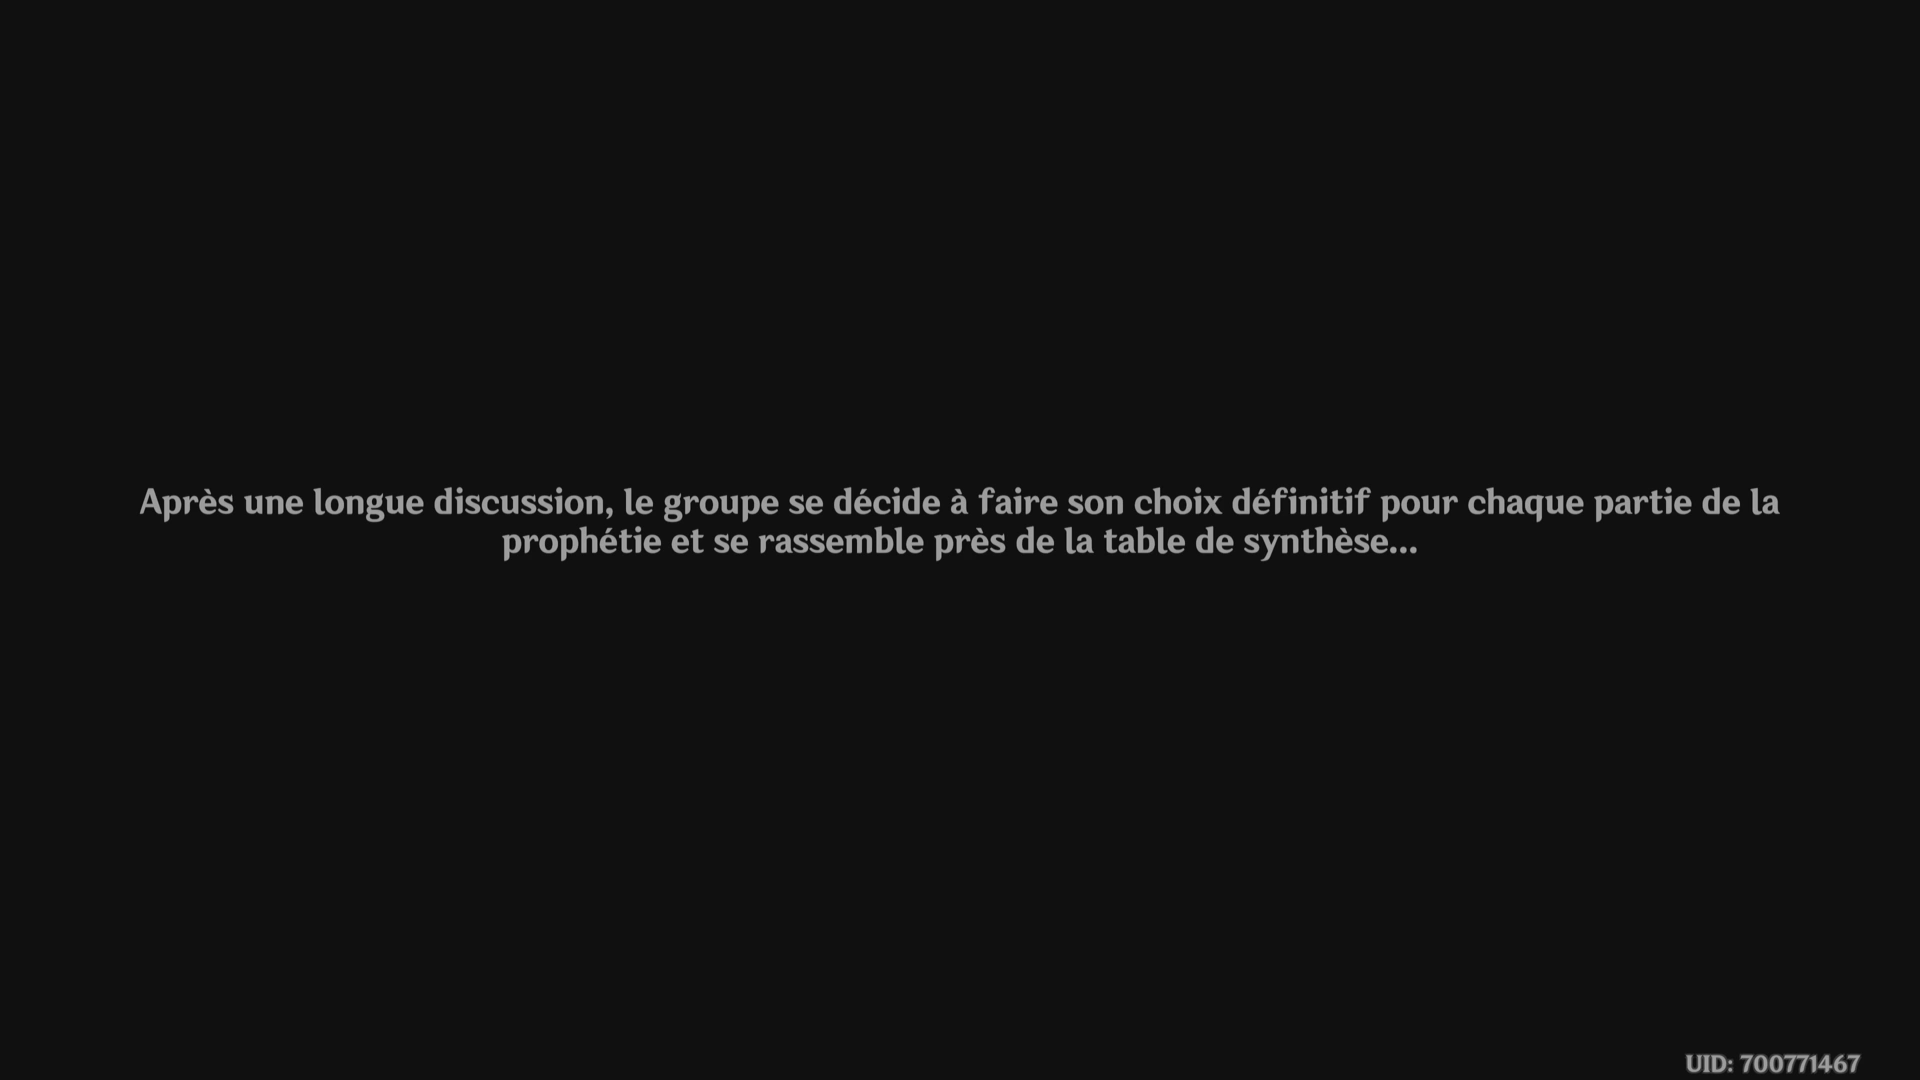 Après une longue discussion, le groupe se décide à faire son choix définitif pour chaque partie de la
prophétie et se rassemble près de la table de synthèse...
UID: 700771467